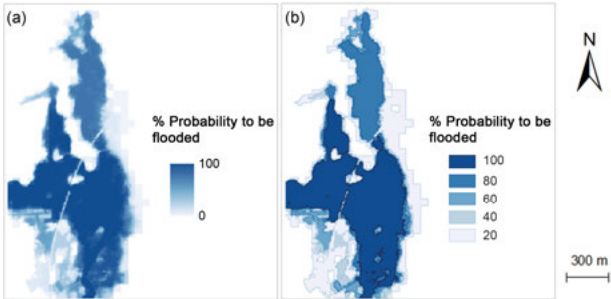 (a)
% Probability to be
flooded
100
0
(b)
% Probability to be
flooded
100
80
60
40
20
N
300 m